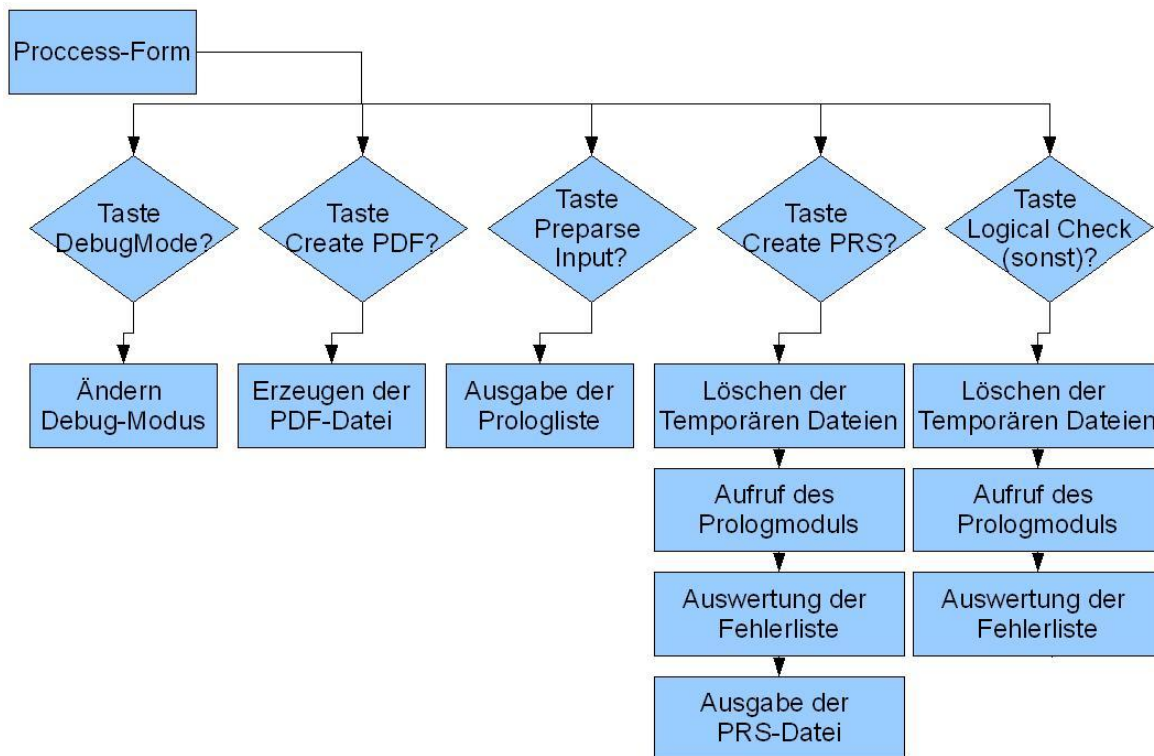 Proccess-Form
Taste
DebugMode?
Taste
Create PDF?
Taste
Preparse
Input?
Taste
Create PRS?
Taste
Logical Check
(sonst)?
Ändern
Debug-Modus
Erzeugen der
PDF-Datei
Ausgabe der
Prologliste
Löschen der
Temporären Dateien
Löschen der
Temporären Dateien
Aufruf des
Prologmoduls
Aufruf des
Prologmoduls
Auswertung der
Fehlerliste
Auswertung der
Fehlerliste
Ausgabe der
PRS-Datei